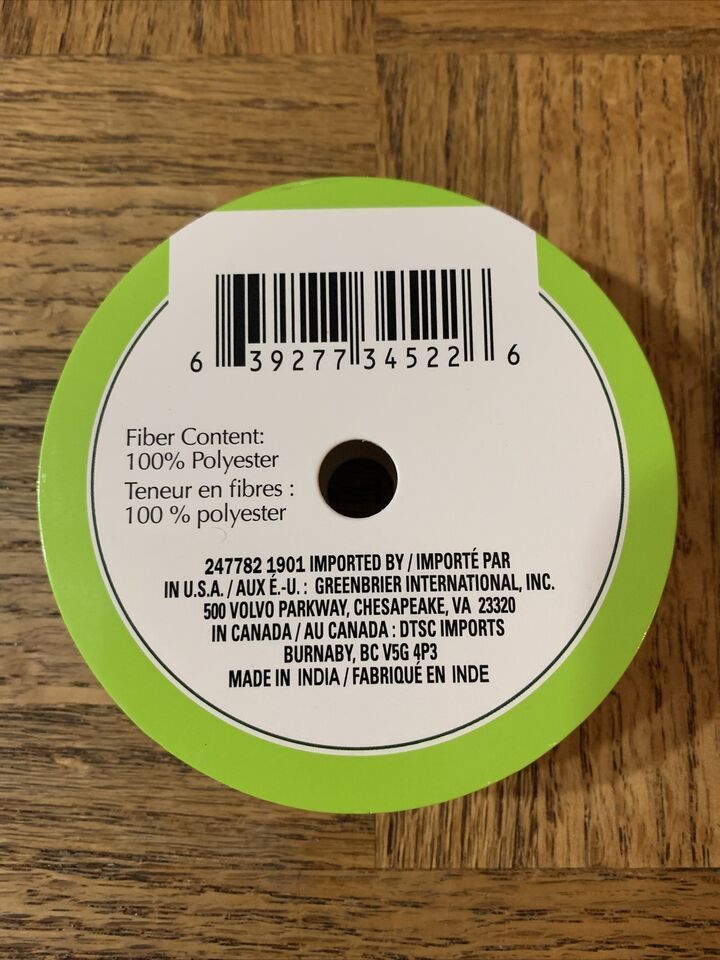 6 39277 34522 6
Fiber Content:
100% Polyester
Teneur en fibres :
100 % polyester
247782 1901 IMPORTED BY / IMPORTÉ PAR
IN U.S.A. / AUX É.-U. : GREENBRIER INTERNATIONAL, INC.
500 VOLVO PARKWAY, CHESAPEAKE, VA 23320
IN CANADA / AU CANADA : DTSC IMPORTS
BURNABY, BC V5G 4P3
MADE IN INDIA / FABRIQUÉ EN INDE